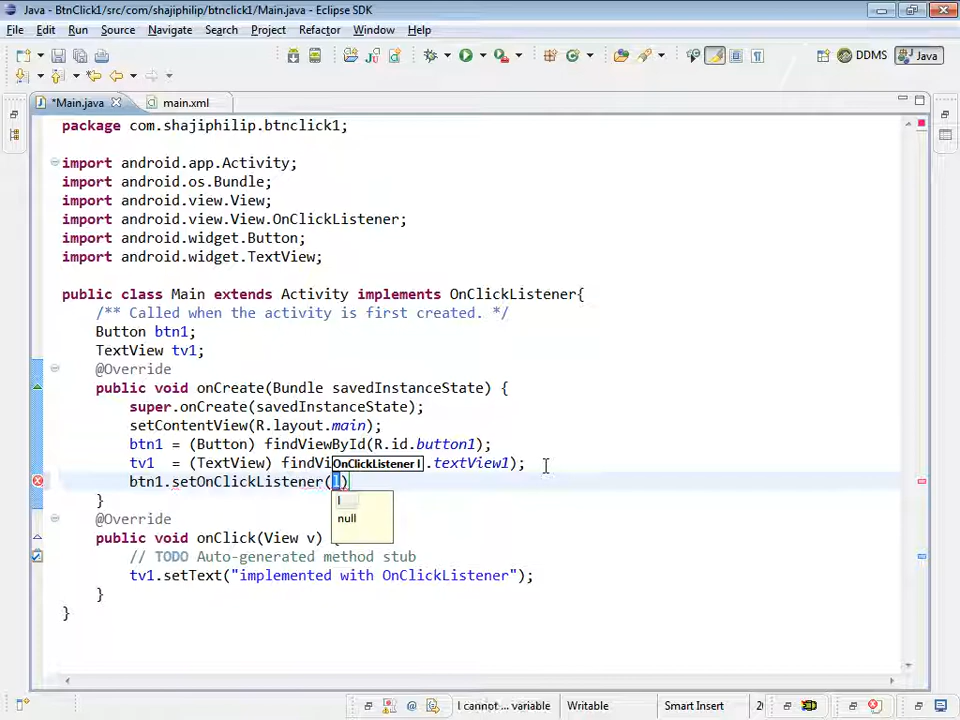 Java - BtnClick1/src/com/shajiphilip/btnclick1/Main.java - Eclipse SDK
File Edit Run Source Navigate Search Project Refactor Window Help
DDMS Java
*Main.java main.xml
package com.shajiphilip.btnclick1;
import android.app.Activity;
import android.os.Bundle;
import android.view.View;
import android.view.View.OnClickListener;
import android.widget.Button;
import android.widget.TextView;
public class Main extends Activity implements OnClickListener{
/** Called when the activity is first created. */
Button btn1;
TextView tv1;
@Override
public void onCreate(Bundle savedInstanceState) {
super.onCreate(savedInstanceState);
setContentView(R.layout.main);
btn1 = (Button) findViewById(R.id.button1);
tv1 = (TextView) findVi OnClickListener l .textView1);
btn1.setOnClickListener(l)
l
}
null
@Override
public void onClick(View v)
// TODO Auto-generated method stub
tv1.setText("implemented with OnClickListener");
}
}
l cannot ... variable Writable Smart Insert